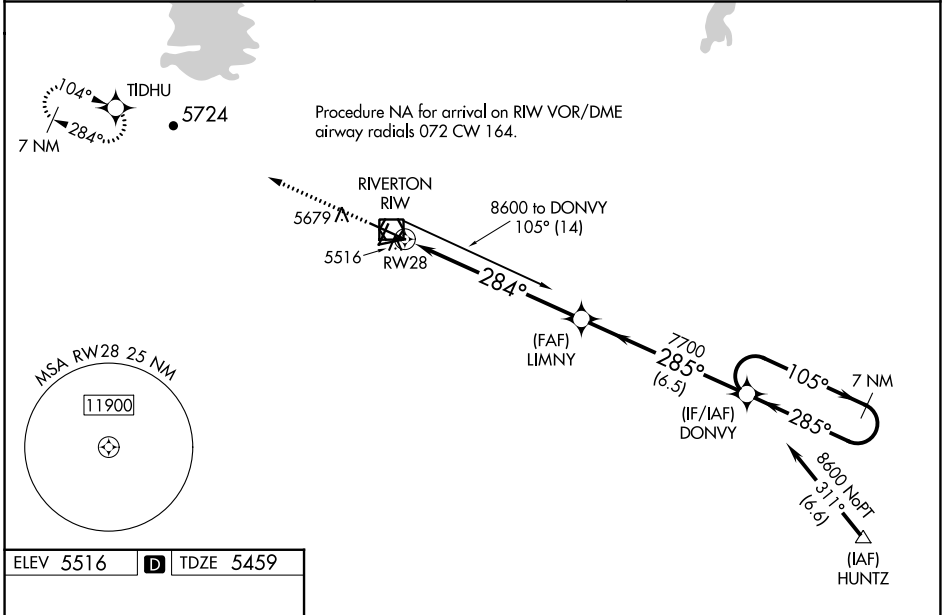 TIDHU
104°
284°
7 NM
5724
Procedure NA for arrival on RIW VOR/DME
airway radials 072 CW 164.
RIVERTON
RIW
5679
5516
RW28
8600 to DONVY
105° (14)
284°
(FAF)
LIMNY
7700
285°
(6.5)
(IF/IAF)
DONVY
105°
7 NM
285°
8600 NoPT
311°
(6.6)
(IAF)
HUNTZ
MSA RW28 25 NM
11900
ELEV 5516 D TDZE 5459